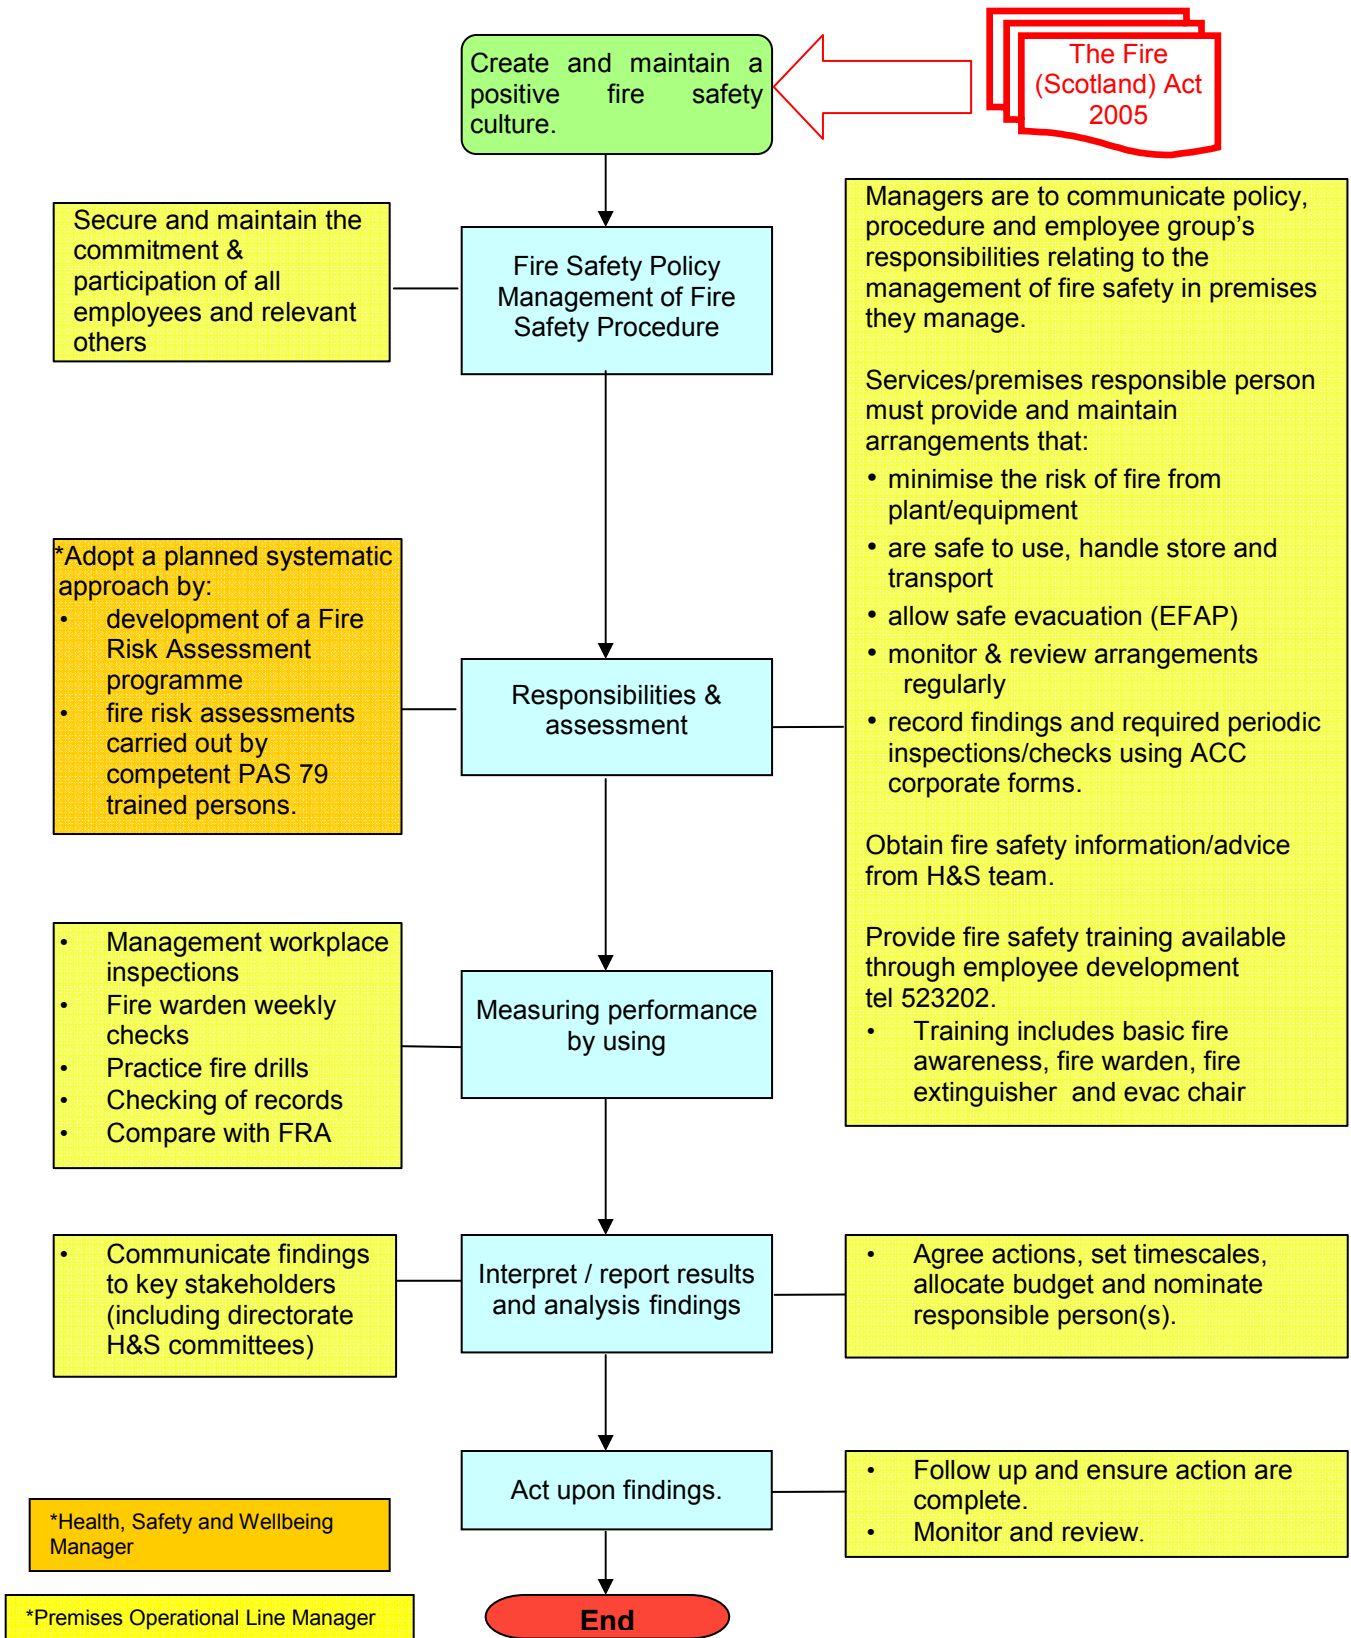 Create and maintain a
positive fire safety
culture.
The Fire
(Scotland) Act
2005
Secure and maintain the
commitment &
participation of all
employees and relevant
others
Fire Safety Policy
Management of Fire
Safety Procedure
Managers are to communicate policy,
procedure and employee group’s
responsibilities relating to the
management of fire safety in premises
they manage.
Services/premises responsible person
must provide and maintain
arrangements that:
• minimise the risk of fire from
plant/equipment
• are safe to use, handle store and
transport
• allow safe evacuation (EFAP)
• monitor & review arrangements
regularly
• record findings and required periodic
inspections/checks using ACC
corporate forms.
Obtain fire safety information/advice
from H&S team.
Provide fire safety training available
through employee development
tel 523202.
• Training includes basic fire
awareness, fire warden, fire
extinguisher and evac chair
*Adopt a planned systematic
approach by:
• development of a Fire
Risk Assessment
programme
• fire risk assessments
carried out by
competent PAS 79
trained persons.
Responsibilities &
assessment
• Management workplace
inspections
• Fire warden weekly
checks
• Practice fire drills
• Checking of records
• Compare with FRA
Measuring performance
by using
• Communicate findings
to key stakeholders
(including directorate
H&S committees)
Interpret / report results
and analysis findings
• Agree actions, set timescales,
allocate budget and nominate
responsible person(s).
Act upon findings.
• Follow up and ensure action are
complete.
• Monitor and review.
*Health, Safety and Wellbeing
Manager
*Premises Operational Line Manager
End